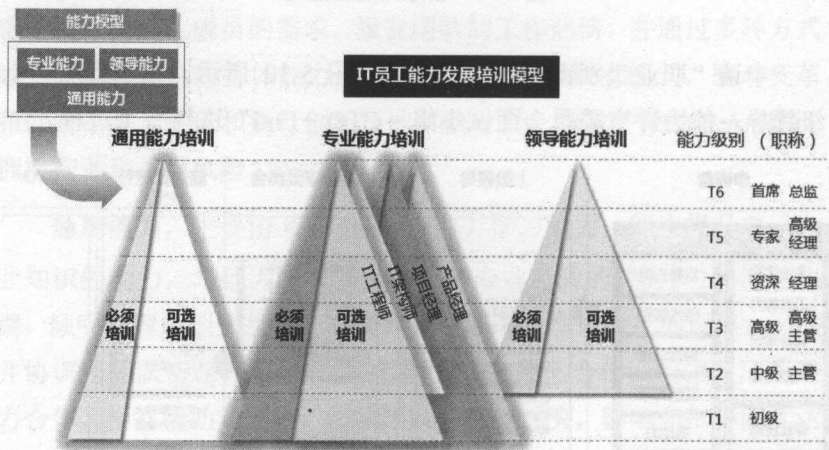 能力模型
专业能力 领导能力
通用能力
IT员工能力发展培训模型
通用能力培训 专业能力培训 领导能力培训 能力级别 （职称）
T6 首席 总监
T5 专家 高级
经理
T4 资深 经理
T3 高级 高级
主管
T2 中级 主管
T1 初级
必须
培训
可选
培训
必须
培训
可选
培训
IT工程师
IT架构师
项目经理
产品经理
必须
培训
可选
培训